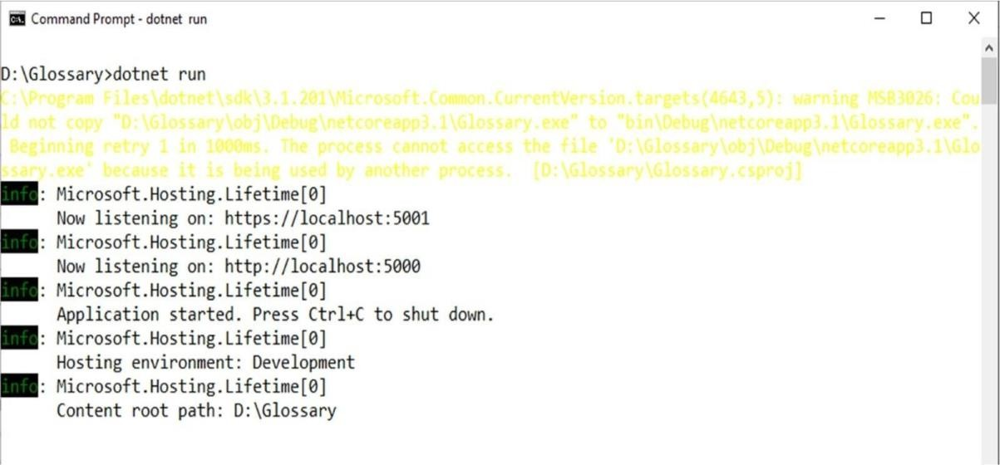 Command Prompt - dotnet run
D:\Glossary>dotnet run
C:\Program Files\dotnet\sdk\3.1.201\Microsoft.Common.CurrentVersion.targets(4643,5): warning MSB3026: Cou
ld not copy "D:\Glossary\obj\Debug\netcoreapp3.1\Glossary.exe" to "bin\Debug\netcoreapp3.1\Glossary.exe".
Beginning retry 1 in 1000ms. The process cannot access the file 'D:\Glossary\obj\Debug\netcoreapp3.1\Glo
ssary.exe' because it is being used by another process.  [D:\Glossary\Glossary.csproj]
info: Microsoft.Hosting.Lifetime[0]
Now listening on: https://localhost:5001
info: Microsoft.Hosting.Lifetime[0]
Now listening on: http://localhost:5000
info: Microsoft.Hosting.Lifetime[0]
Application started. Press Ctrl+C to shut down.
info: Microsoft.Hosting.Lifetime[0]
Hosting environment: Development
info: Microsoft.Hosting.Lifetime[0]
Content root path: D:\Glossary